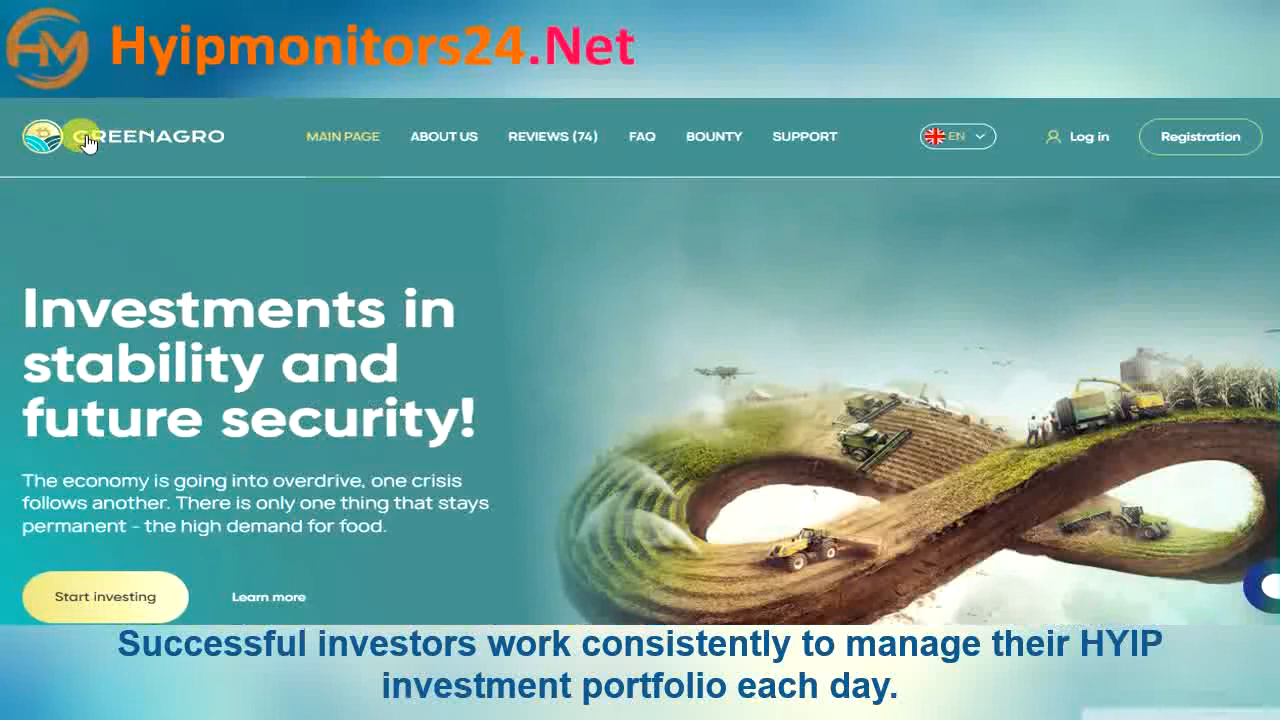 HM
Hyipmonitors24.Net
GREENAGRO
MAIN PAGE
ABOUT US
REVIEWS (74)
FAQ
BOUNTY
SUPPORT
EN
Log in
Registration
Investments in
stability and
future security!
The economy is going into overdrive, one crisis
follows another. There is only one thing that stays
permanent - the high demand for food.
Start investing
Learn more
Successful investors work consistently to manage their HYIP
investment portfolio each day.